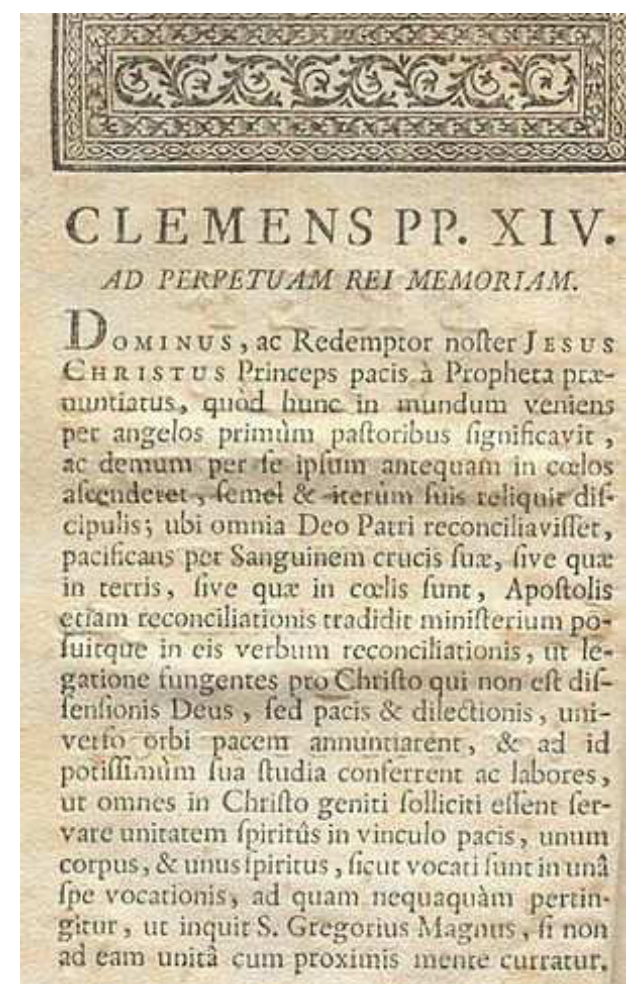 CLEMENS PP. XIV.
AD PERPETUAM REI MEMORIAM.
DOMINUS, ac Redemptor noſter JESUS
CHRISTUS Princeps pacis à Propheta præ-
nuntiatus, quòd hunc in mundum veniens
per angelos primùm paſtoribus ſignificavit,
ac demum per ſe ipſum antequam in cœlos
aſcenderet, ſemel & iterùm ſuis reliquit diſ-
cipulis; ubi omnia Deo Patri reconciliaviſſet,
pacificans per Sanguinem crucis ſuæ, ſive quæ
in terris, ſive quæ in cœlis ſunt, Apoſtolis
etiam reconciliationis tradidit miniſterium po-
ſuitque in eis verbum reconciliationis, ut le-
gatione fungentes pro Chriſto qui non eſt diſ-
ſenſionis Deus, ſed pacis & dilectionis, uni-
verſo orbi pacem annuntiarent, & ad id
potiſſimùm ſua ſtudia conferrent ac labores,
ut omnes in Chriſto geniti ſolliciti eſſent ſer-
vare unitatem ſpiritûs in vinculo pacis, unum
corpus, & unus ſpiritus, ſicut vocati ſunt in unâ
ſpe vocationis, ad quam nequaquàm pertin-
gitur, ut inquit S. Gregorius Magnus, ſi non
ad eam unitâ cum proximis mente curratur.